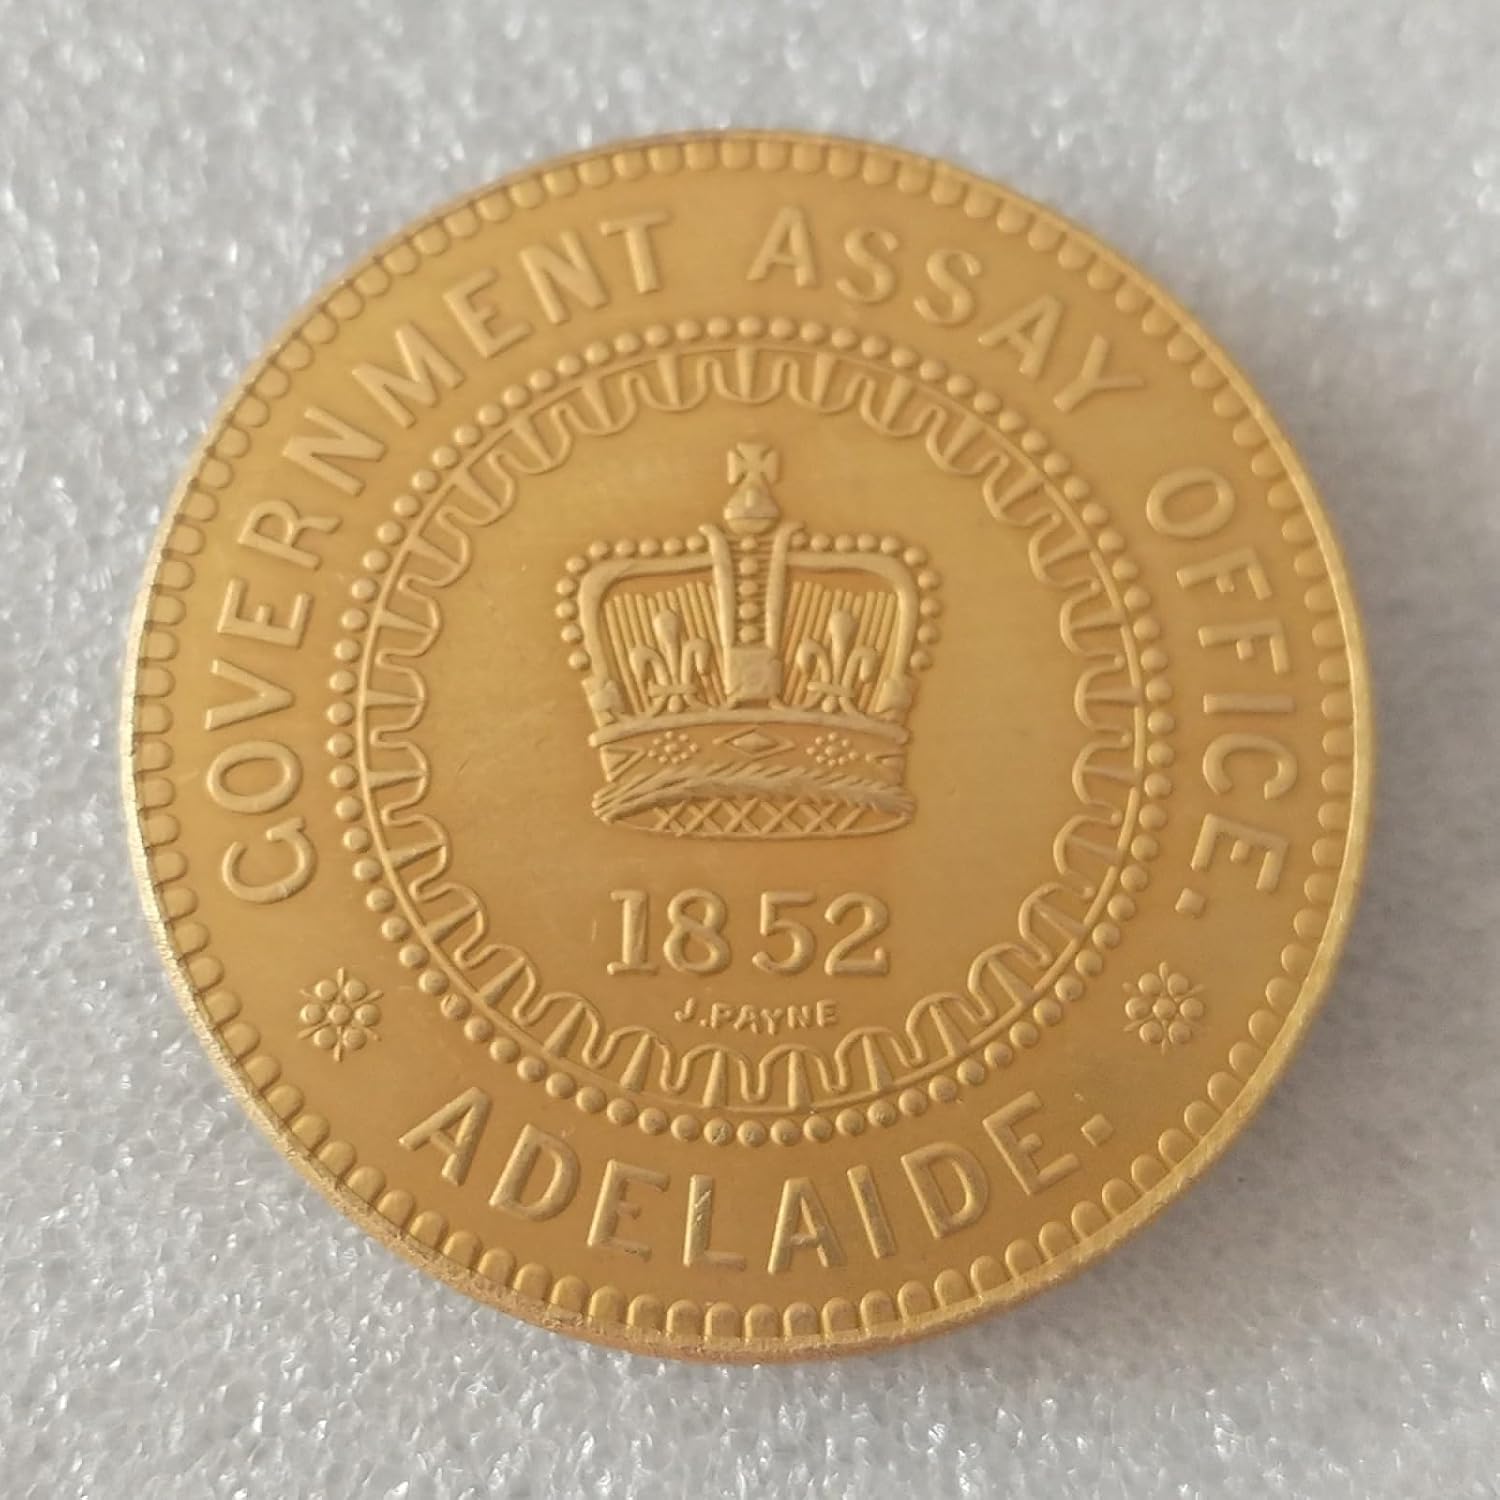 GOVERNMENT ASSAY OFFICE.
1852
J.PAYNE
ADELAIDE.